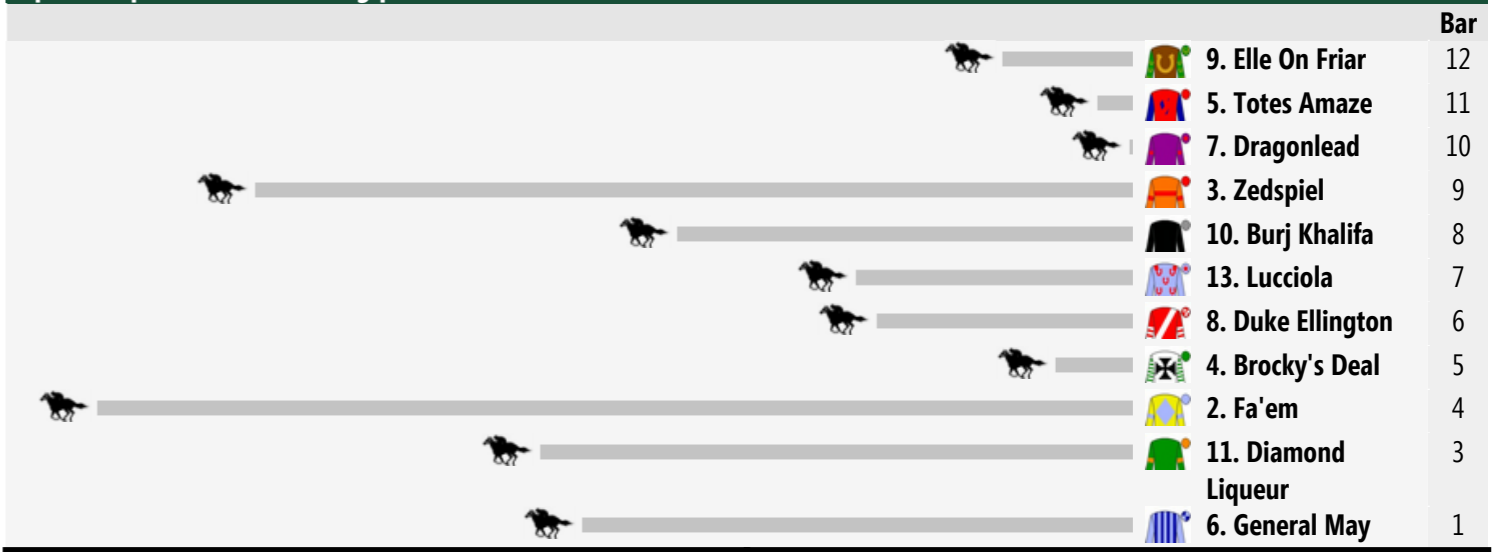 Bar
9. Elle On Friar 12
5. Totes Amaze 11
7. Dragonlead 10
3. Zedspiel 9
10. Burj Khalifa 8
13. Lucciola 7
8. Duke Ellington 6
4. Brocky's Deal 5
2. Fa'em 4
11. Diamond 3
Liqueur
6. General May 1